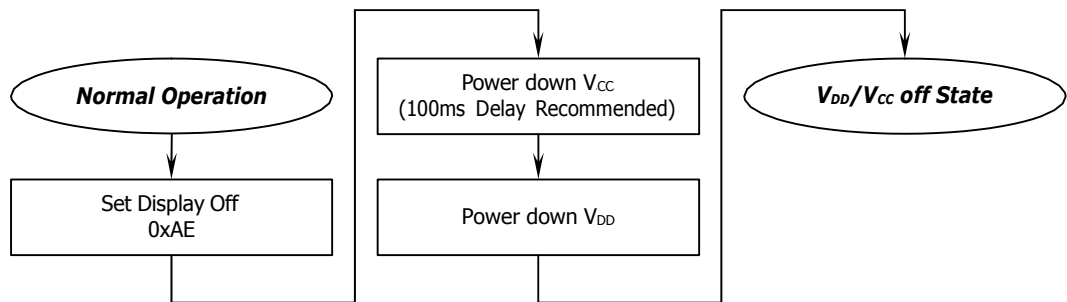 Normal Operation
Set Display Off
0xAE
Power down VCC
(100ms Delay Recommended)
Power down VDD
VDD/VCC off State